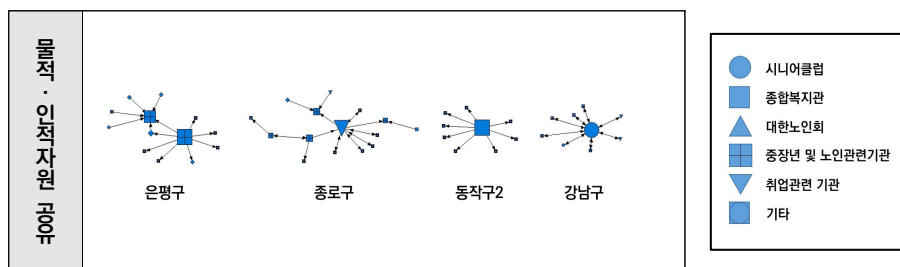 물적·인적자원 공유
은평구
종로구
동작구2
강남구
시니어클럽
종합복지관
대한노인회
중장년 및 노인관련기관
취업관련 기관
기타